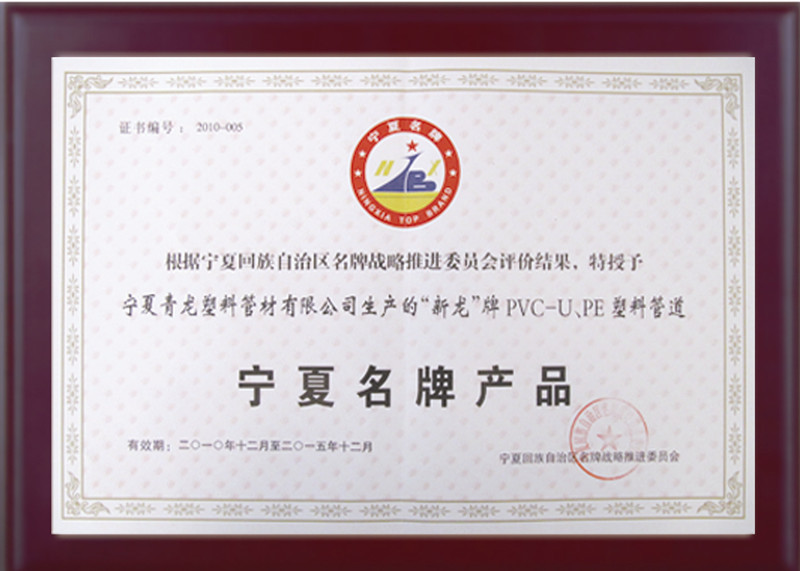 证书编号：2010-005
宁夏名牌
NXTB
NINGXIA TOP BRAND
根据宁夏回族自治区名牌战略推进委员会评价结果，特授予
宁夏青龙塑料管材有限公司生产的“新龙”牌 PVC-U、PE 塑料管道
宁夏名牌产品
有效期：二〇一〇年十二月至二〇一五年十二月
宁夏回族自治区名牌战略推进委员会